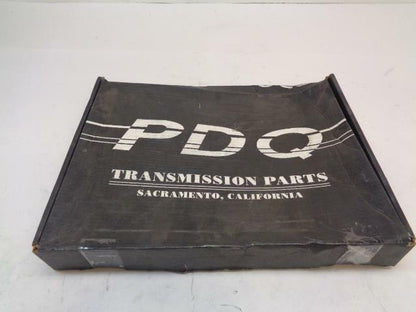 PDQ
TRANSMISSION PARTS
SACRAMENTO, CALIFORNIA